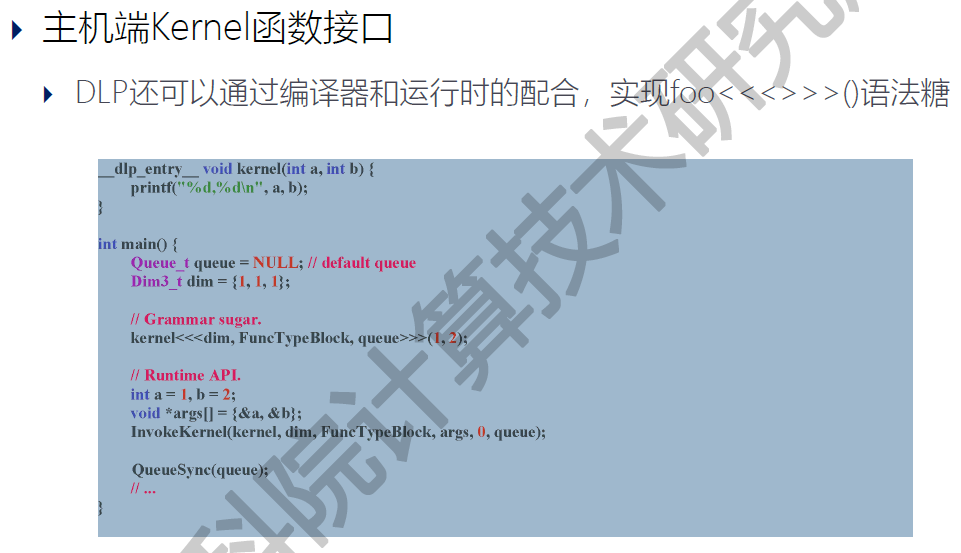 主机端Kernel函数接口
DLP还可以通过编译器和运行时的配合，实现foo<<<>>>()语法糖
__dlp_entry__ void kernel(int a, int b) {
printf("%d,%d\n", a, b);
}
int main() {
Queue_t queue = NULL; // default queue
Dim3_t dim = {1, 1, 1};
// Grammar sugar.
kernel<<<dim, FuncTypeBlock, queue>>>(1, 2);
// Runtime API.
int a = 1, b = 2;
void *args[] = {&a, &b};
InvokeKernel(kernel, dim, FuncTypeBlock, args, 0, queue);
QueueSync(queue);
// ...
}
科院计算技术研究